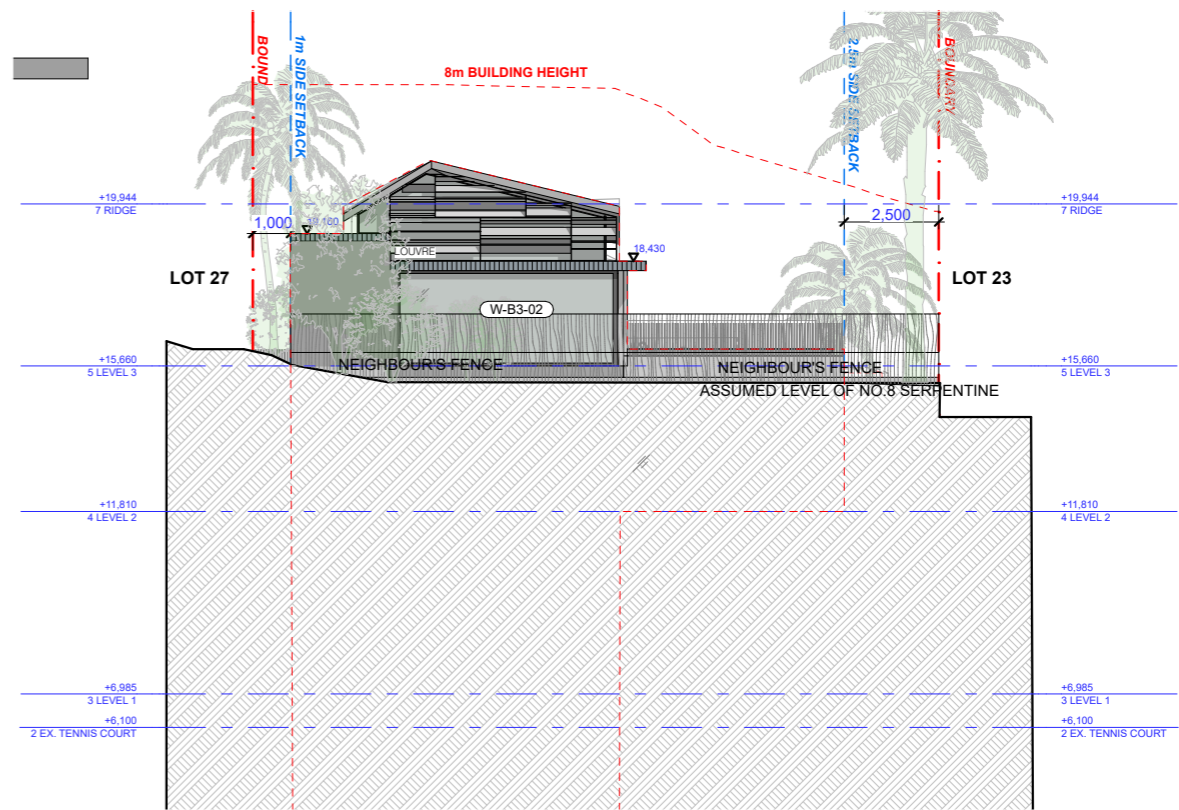 BOUND
1m SIDE SETBACK
8m BUILDING HEIGHT
2.5m SIDE SETBACK
BOUNDARY
+19,944
7 RIDGE
+19,944
7 RIDGE
1,000
19,100
2,500
LOUVRE
18,430
LOT 27
LOT 23
W-B3-02
NEIGHBOUR'S FENCE
NEIGHBOUR'S FENCE
+15,660
5 LEVEL 3
+15,660
5 LEVEL 3
ASSUMED LEVEL OF NO.8 SERPENTINE
+11,810
4 LEVEL 2
+11,810
4 LEVEL 2
+6,985
3 LEVEL 1
+6,985
3 LEVEL 1
+6,100
2 EX. TENNIS COURT
+6,100
2 EX. TENNIS COURT